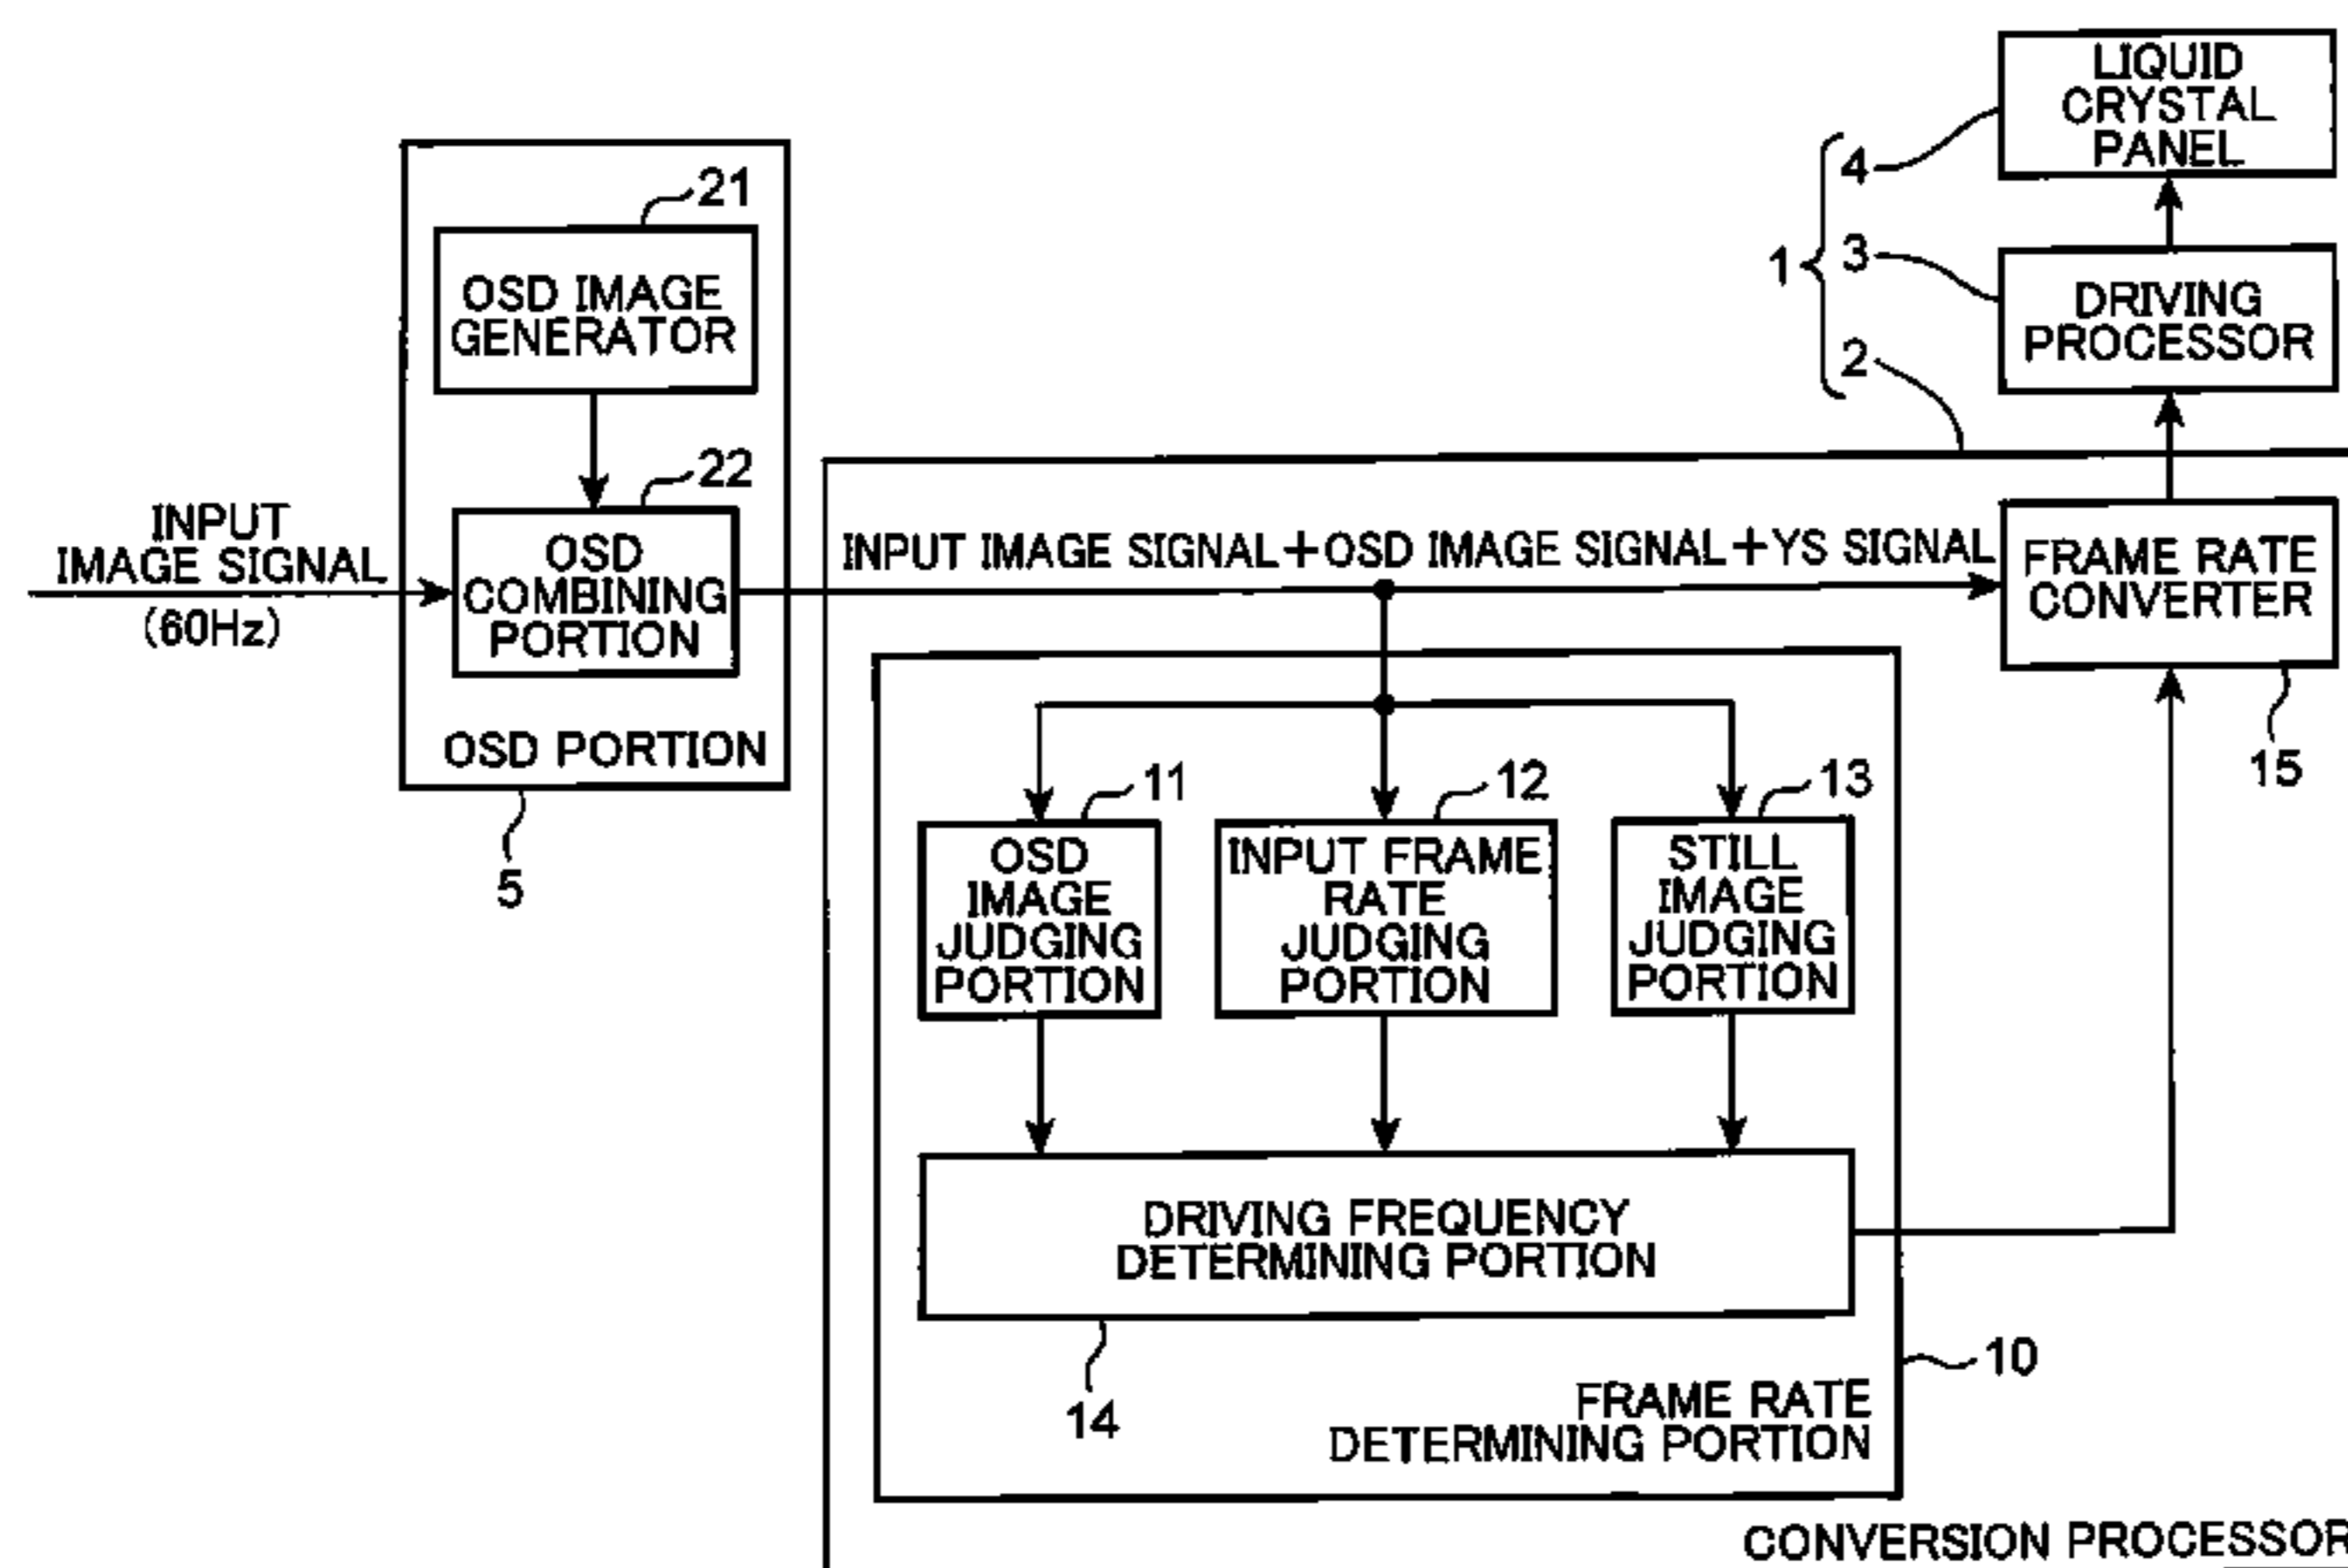 LIQUID
CRYSTAL
PANEL
4
21
1
3
DRIVING
PROCESSOR
OSD IMAGE
GENERATOR
2
22
INPUT
IMAGE SIGNAL
(60Hz)
OSD
COMBINING
PORTION
INPUT IMAGE SIGNAL+OSD IMAGE SIGNAL+YS SIGNAL
FRAME RATE
CONVERTER
OSD PORTION
5
15
11
12
13
OSD
IMAGE
JUDGING
PORTION
INPUT FRAME
RATE
JUDGING
PORTION
STILL
IMAGE
JUDGING
PORTION
DRIVING FREQUENCY
DETERMINING PORTION
14
10
FRAME RATE
DETERMINING PORTION
CONVERSION PROCESSOR